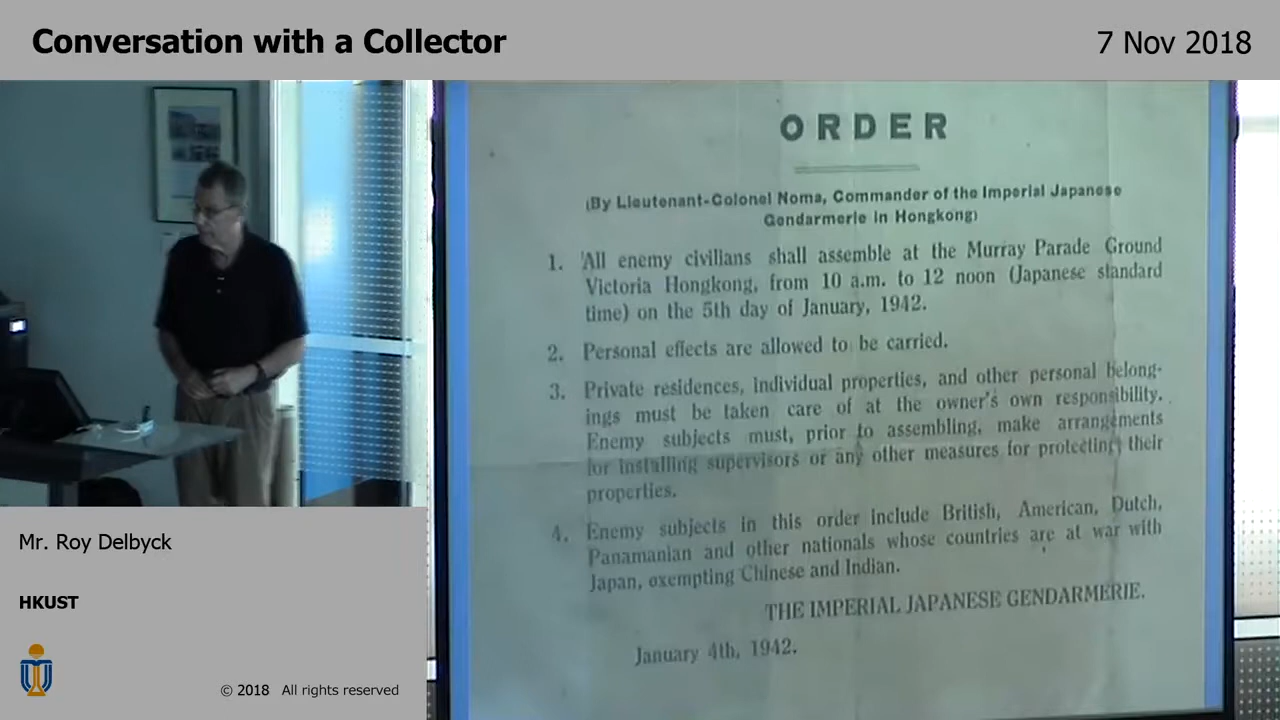 Conversation with a Collector
7 Nov 2018
ORDER
(By Lieutenant-Colonel Noma, Commander of the Imperial Japanese
Gendarmerie in Hongkong)
1. All enemy civilians shall assemble at the Murray Parade Ground
Victoria Hongkong, from 10 a.m. to 12 noon (Japanese standard
time) on the 5th day of January, 1942.
2. Personal effects are allowed to be carried.
3. Private residences, individual properties, and other personal belong-
ings must be taken care of at the owner's own responsibility.
Enemy subjects must, prior to assembling, make arrangements
for installing supervisors or any other measures for protecting their
properties.
4. Enemy subjects in this order include British, American, Dutch,
Panamanian and other nationals whose countries are at war with
Japan, exempting Chinese and Indian.
THE IMPERIAL JAPANESE GENDARMERIE.
January 4th, 1942.
Mr. Roy Delbyck
HKUST
© 2018 All rights reserved